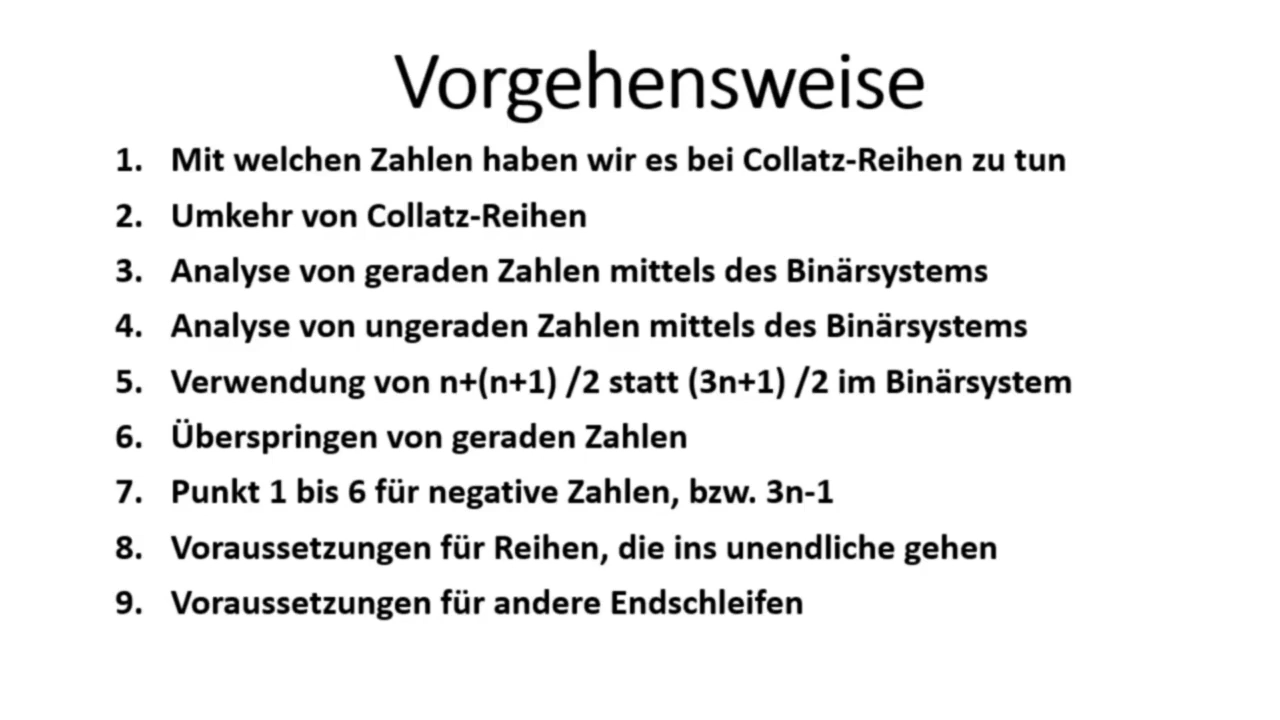 Vorgehensweise
1. Mit welchen Zahlen haben wir es bei Collatz-Reihen zu tun
2. Umkehr von Collatz-Reihen
3. Analyse von geraden Zahlen mittels des Binärsystems
4. Analyse von ungeraden Zahlen mittels des Binärsystems
5. Verwendung von n+(n+1) /2 statt (3n+1) /2 im Binärsystem
6. Überspringen von geraden Zahlen
7. Punkt 1 bis 6 für negative Zahlen, bzw. 3n-1
8. Voraussetzungen für Reihen, die ins unendliche gehen
9. Voraussetzungen für andere Endschleifen